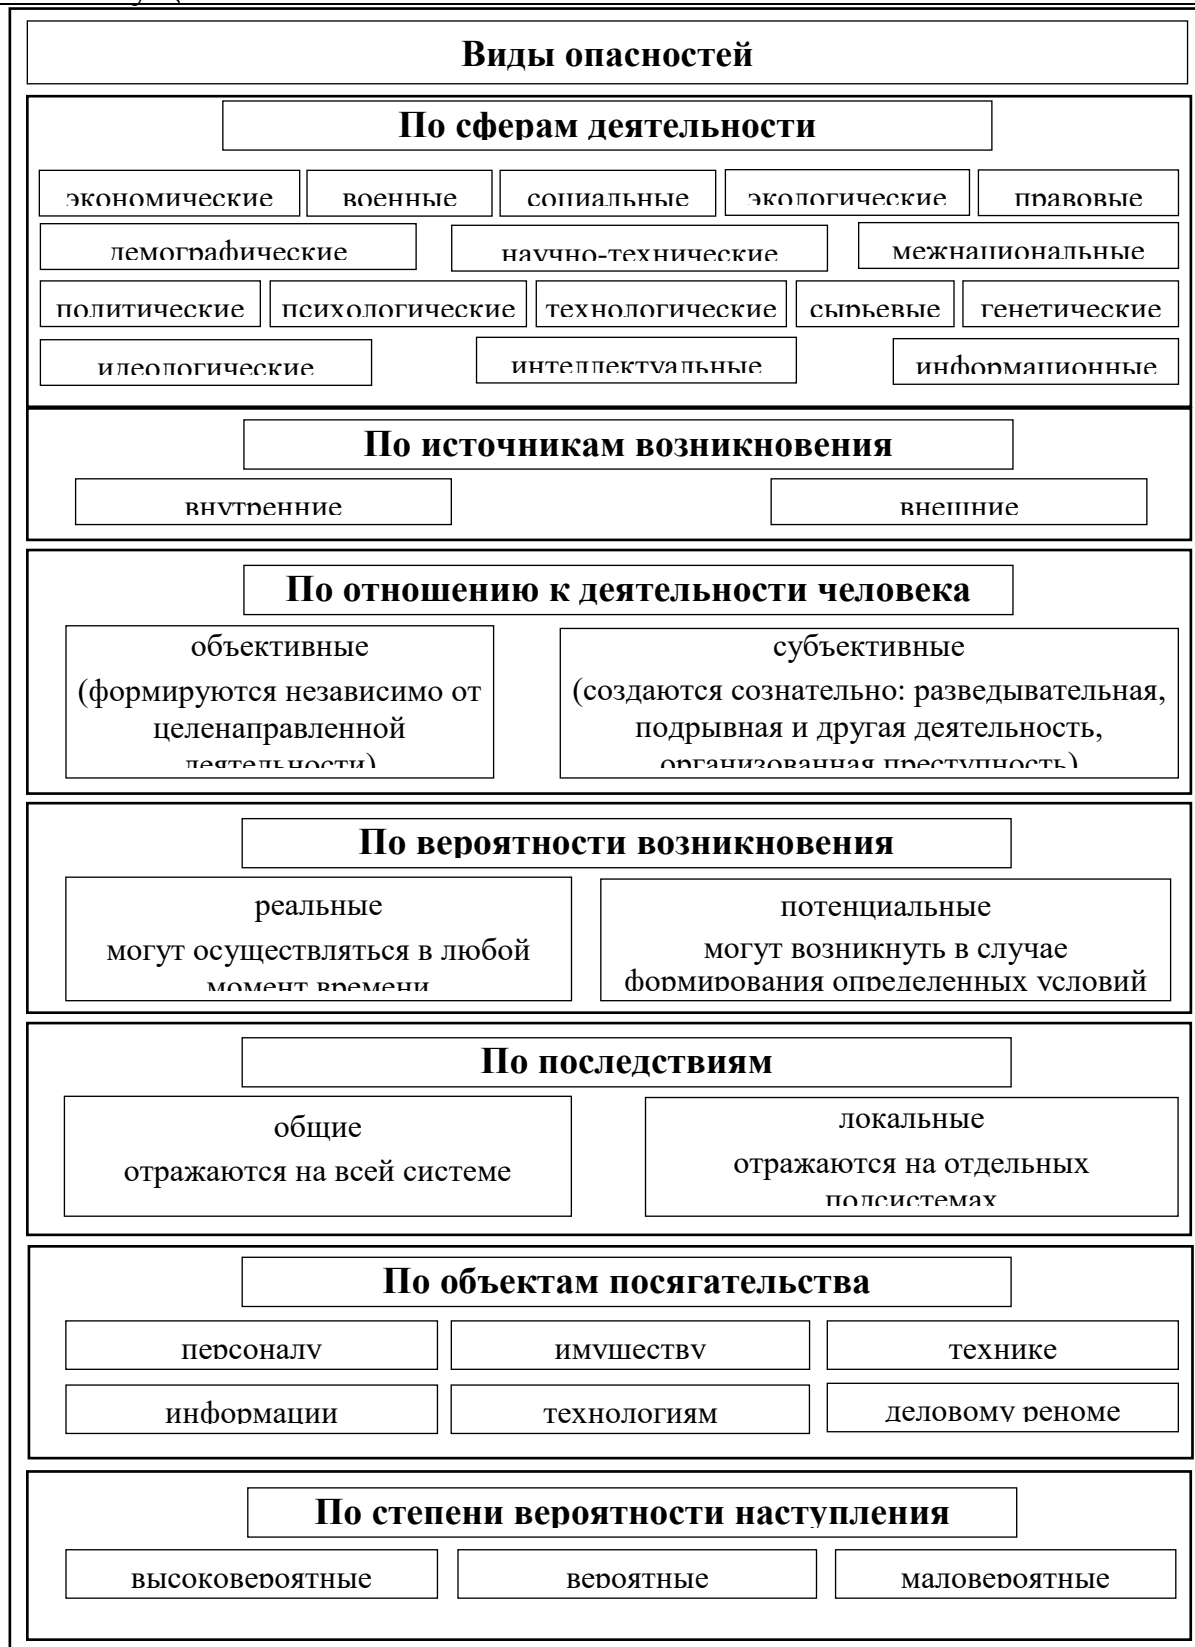 Виды опасностей
По сферам деятельности
экономические военные социальные экологические правовые
демографические научно-технические межнациональные
политические психологические технологические сырьевые генетические
идеологические интеллектуальные информационные
По источникам возникновения
внутренние внешние
По отношению к деятельности человека
объективные
(формируются независимо от
целенаправленной
деятельности)
субъективные
(создаются сознательно: разведывательная,
подрывная и другая деятельность,
организованная преступность)
По вероятности возникновения
реальные
могут осуществляться в любой
момент времени
потенциальные
могут возникнуть в случае
формирования определенных условий
По последствиям
общие
отражаются на всей системе
локальные
отражаются на отдельных
подсистемах
По объектам посягательства
персоналу имуществу технике
информации технологиям деловому реноме
По степени вероятности наступления
высоковероятные вероятные маловероятные